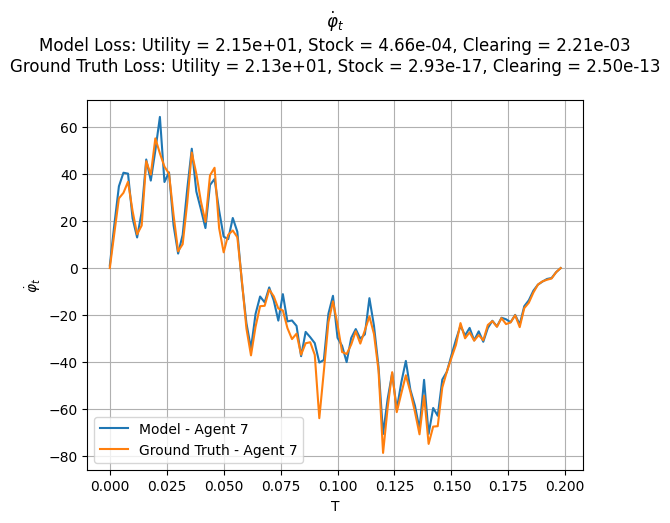 φ̇_t
Model Loss: Utility = 2.15e+01, Stock = 4.66e-04, Clearing = 2.21e-03
Ground Truth Loss: Utility = 2.13e+01, Stock = 2.93e-17, Clearing = 2.50e-13
60
40
20
0
−20
−40
−60
−80
φ̇_t
Model - Agent 7
Ground Truth - Agent 7
0.000 0.025 0.050 0.075 0.100 0.125 0.150 0.175 0.200
T